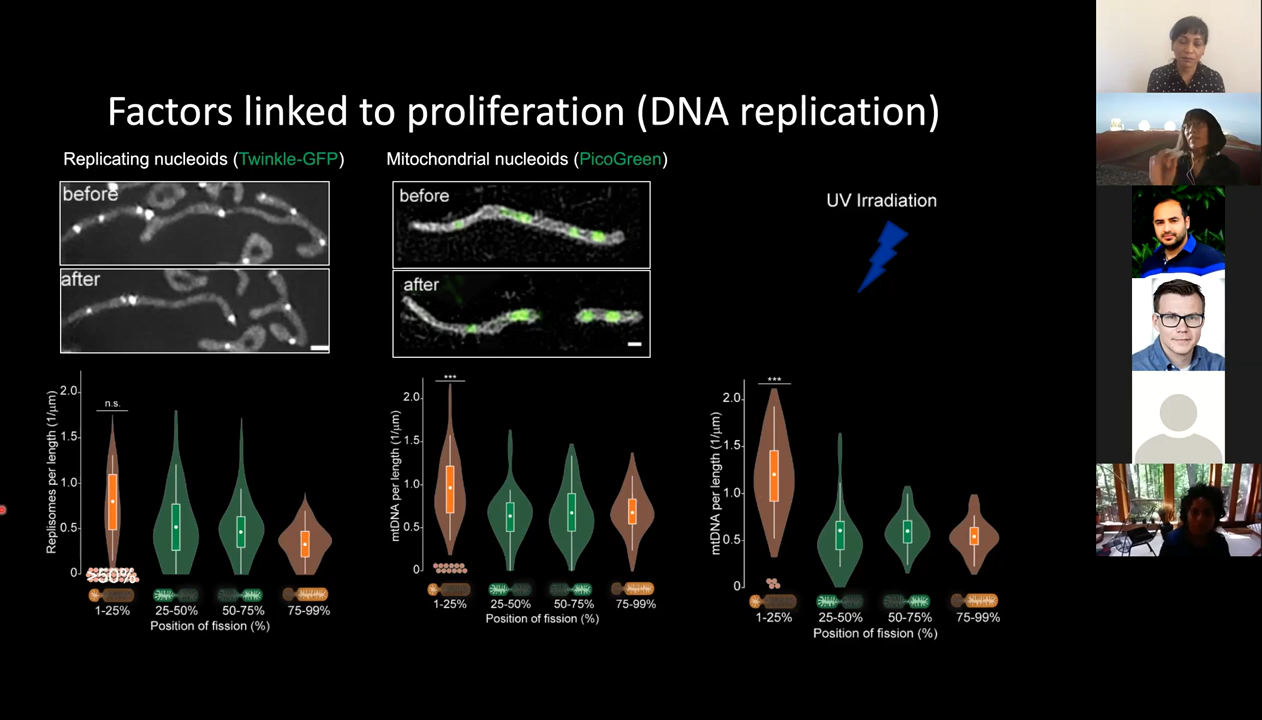 Factors linked to proliferation (DNA replication)
Replicating nucleoids (Twinkle-GFP)
before
after
Replisomes per length (1/μm)
2.0
1.5
1.0
0.5
0
n.s.
>50%
1-25%
25-50%
50-75%
75-99%
Position of fission (%)
Mitochondrial nucleoids (PicoGreen)
before
after
mtDNA per length (1/μm)
2.0
1.5
1.0
0.5
0
***
1-25%
25-50%
50-75%
75-99%
Position of fission (%)
UV Irradiation
mtDNA per length (1/μm)
2.0
1.5
1.0
0.5
0
***
1-25%
25-50%
50-75%
75-99%
Position of fission (%)